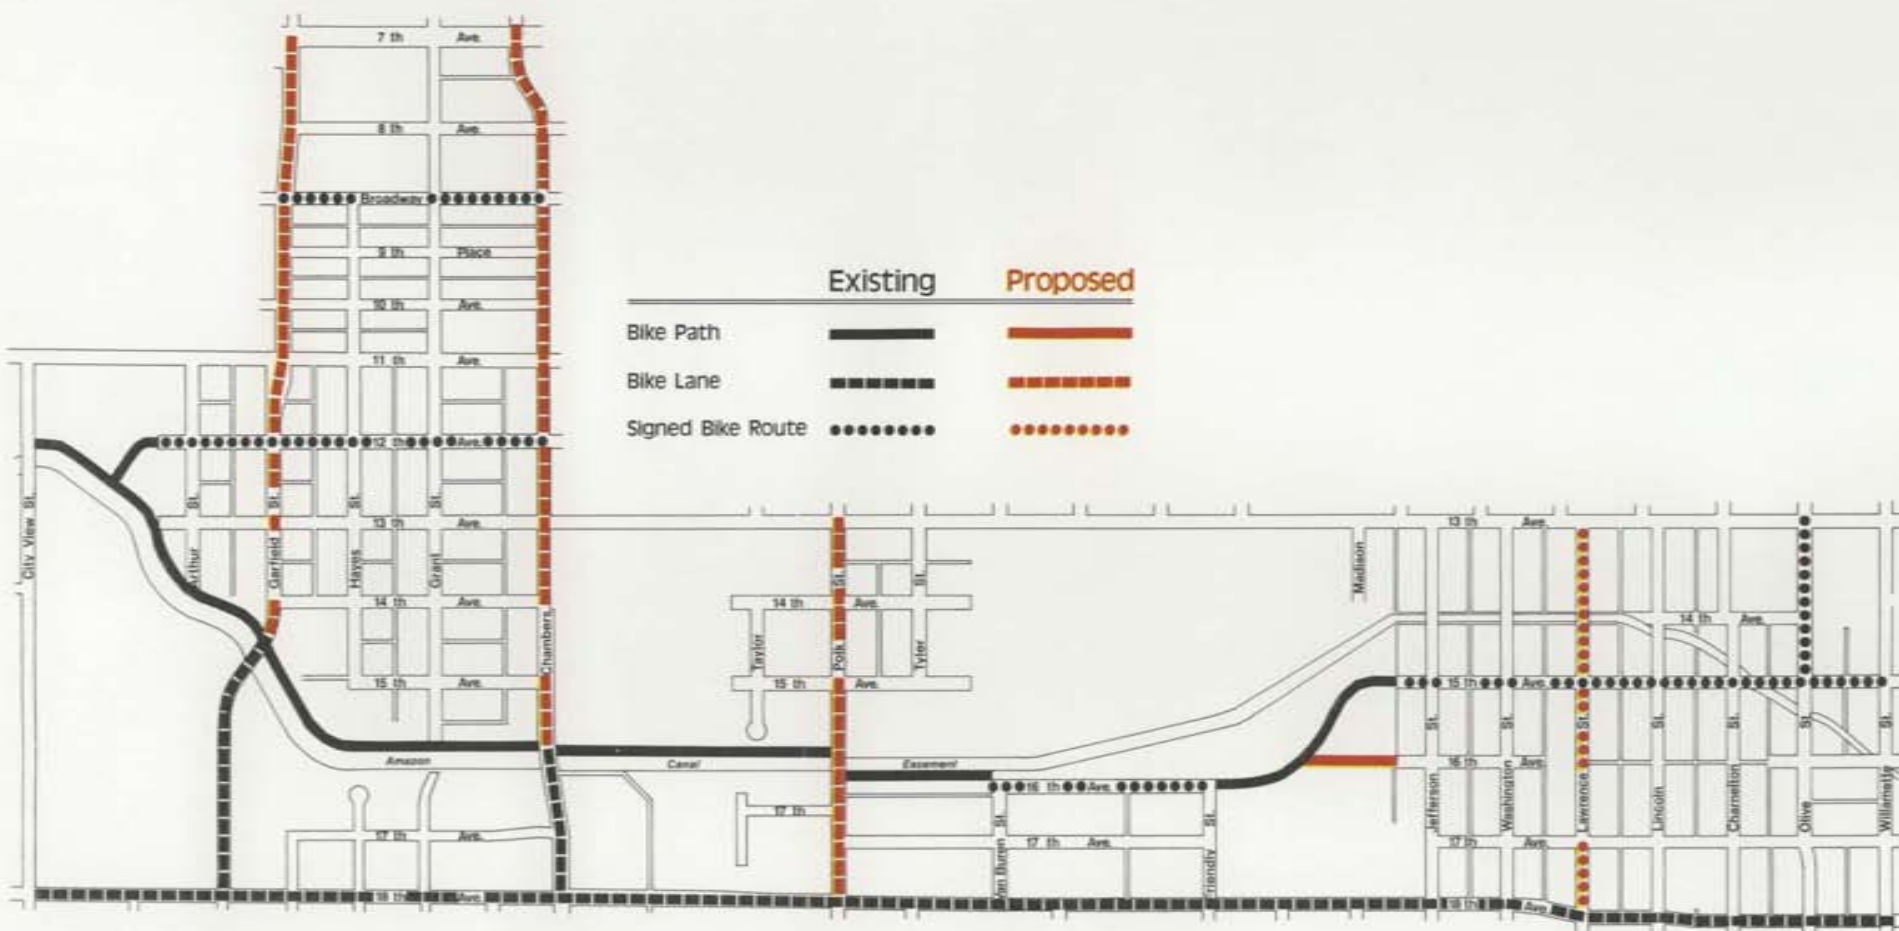 7 th Ave.
8 th Ave.
Broadway
9 th Place
Existing Proposed
10 th Ave.
Bike Path
11 th Ave.
Bike Lane
Signed Bike Route
12 th Ave.
City View St.
Arthur St.
Garfield St.
Hayes St.
Grant St.
13 th Ave.
13 th Ave.
Madison
14 th Ave.
Chambers
14 th Ave.
Taylor
Polk St.
Tyler St.
14 th Ave.
15 th Ave.
15 th Ave.
15 th Ave.
Amazon Canal Easement
16 th Ave.
16 th Ave.
Jefferson St.
Washington St.
Lawrence St.
Lincoln St.
Charnelton St.
Olive St.
Willamette St.
17 th Ave.
17 th
17 th Ave.
17 th Ave.
Van Buren St.
Friendly St.
18 th Ave.
18 th Ave.